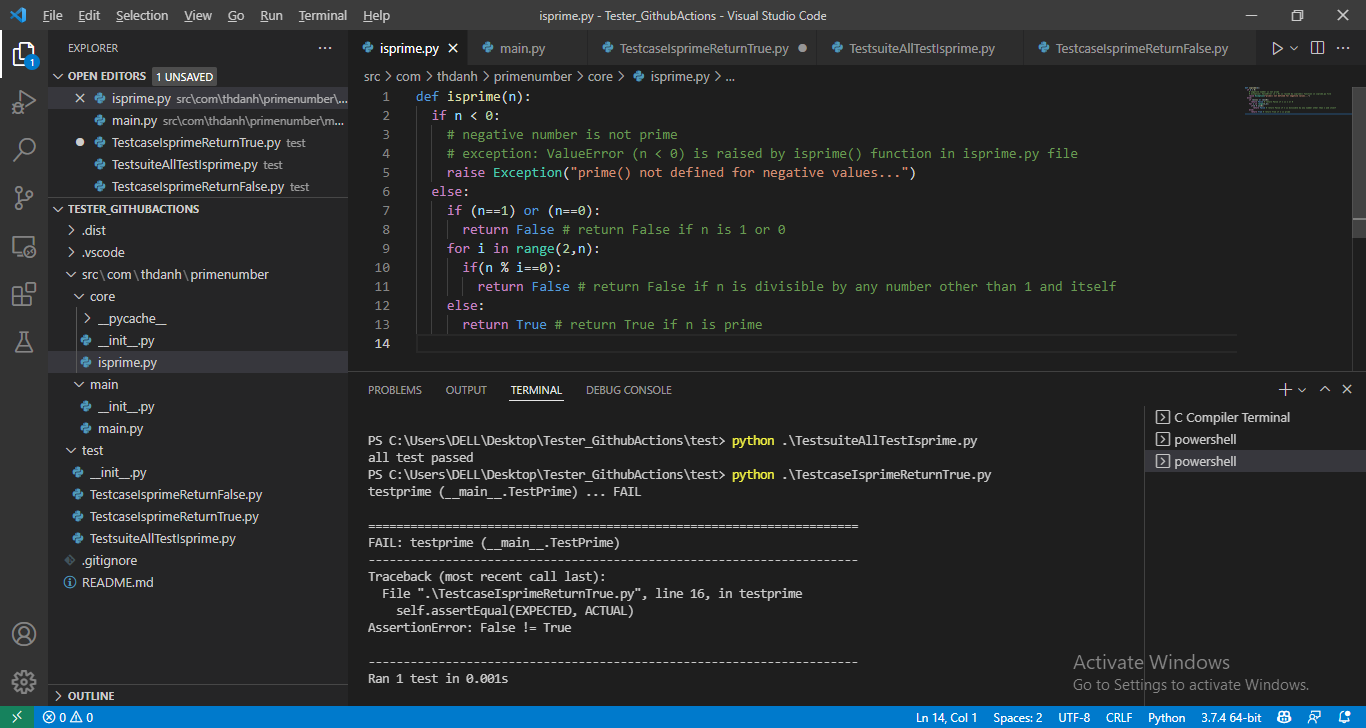 File Edit Selection View Go Run Terminal Help
isprime.py - Tester_GithubActions - Visual Studio Code
EXPLORER
OPEN EDITORS 1 UNSAVED
isprime.py src\com\thdanh\primenumber\...
main.py src\com\thdanh\primenumber\m...
TestcaseIsprimeReturnTrue.py test
TestsuiteAllTestIsprime.py test
TestcaseIsprimeReturnFalse.py test
TESTER_GITHUBACTIONS
.dist
.vscode
src\com\thdanh\primenumber
core
__pycache__
__init__.py
isprime.py
main
__init__.py
main.py
test
__init__.py
TestcaseIsprimeReturnFalse.py
TestcaseIsprimeReturnTrue.py
TestsuiteAllTestIsprime.py
.gitignore
README.md
OUTLINE
1
isprime.py main.py TestcaseIsprimeReturnTrue.py TestsuiteAllTestIsprime.py TestcaseIsprimeReturnFalse.py
src > com > thdanh > primenumber > core > isprime.py > ...
1 def isprime(n):
2 if n < 0:
3 # negative number is not prime
4 # exception: ValueError (n < 0) is raised by isprime() function in isprime.py file
5 raise Exception("prime() not defined for negative values...")
6 else:
7 if (n==1) or (n==0):
8 return False # return False if n is 1 or 0
9 for i in range(2,n):
10 if(n % i==0):
11 return False # return False if n is divisible by any number other than 1 and itself
12 else:
13 return True # return True if n is prime
14
PROBLEMS OUTPUT TERMINAL DEBUG CONSOLE
PS C:\Users\DELL\Desktop\Tester_GithubActions\test> python .\TestsuiteAllTestIsprime.py
all test passed
PS C:\Users\DELL\Desktop\Tester_GithubActions\test> python .\TestcaseIsprimeReturnTrue.py
testprime (__main__.TestPrime) ... FAIL
======================================================================
FAIL: testprime (__main__.TestPrime)
----------------------------------------------------------------------
Traceback (most recent call last):
File ".\TestcaseIsprimeReturnTrue.py", line 16, in testprime
self.assertEqual(EXPECTED, ACTUAL)
AssertionError: False != True
----------------------------------------------------------------------
Ran 1 test in 0.001s
C Compiler Terminal
powershell
powershell
Activate Windows
Go to Settings to activate Windows.
0 0 Ln 14, Col 1 Spaces: 2 UTF-8 CRLF Python 3.7.4 64-bit